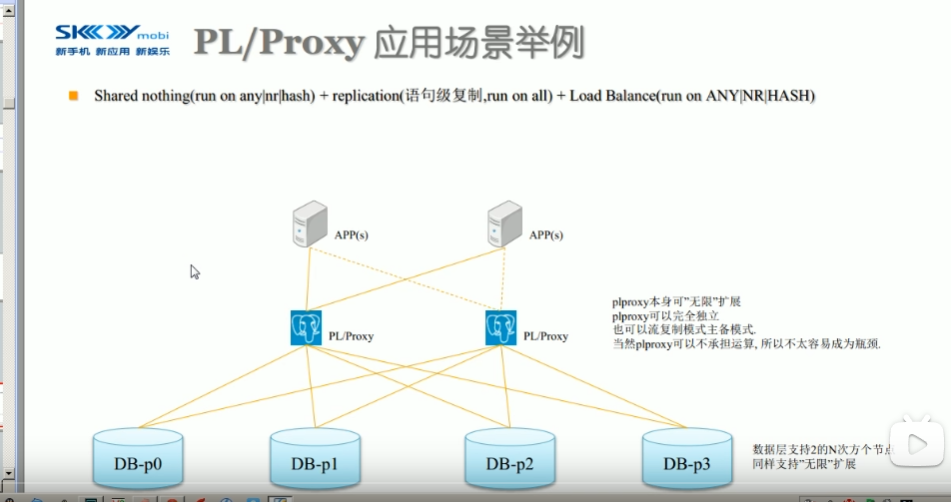 SKYmobi
新手机 新应用 新娱乐
PL/Proxy 应用场景举例
Shared nothing(run on any|nr|hash) + replication(语句级复制,run on all) + Load Balance(run on ANY|NR|HASH)
APP(s)
APP(s)
PL/Proxy
PL/Proxy
plproxy本身可"无限"扩展
plproxy可以完全独立
也可以流复制模式主备模式.
当然plproxy可以不承担运算, 所以不太容易成为瓶颈.
DB-p0
DB-p1
DB-p2
DB-p3
数据层支持2的N次方个节点
同样支持"无限"扩展